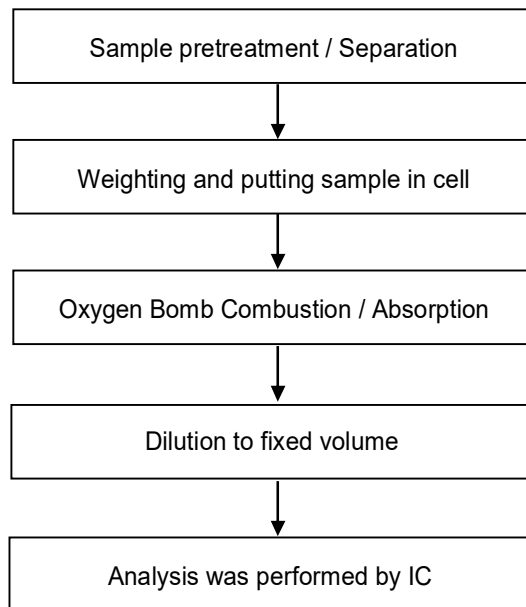 Sample pretreatment / Separation
Weighting and putting sample in cell
Oxygen Bomb Combustion / Absorption
Dilution to fixed volume
Analysis was performed by IC